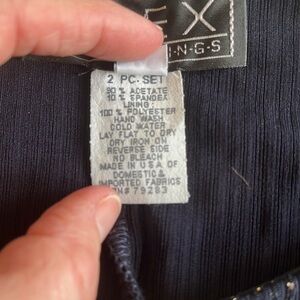 EX
I·N·G·S
2 PC. SET
90% ACETATE
10% SPANDEX
LINING:
100% POLYESTER
HAND WASH
COLD WATER
LAY FLAT TO DRY
DRY IRON ON
REVERSE SIDE
NO BLEACH
MADE IN U.S.A OF
DOMESTIC &
IMPORTED FABRICS
RN# 79283